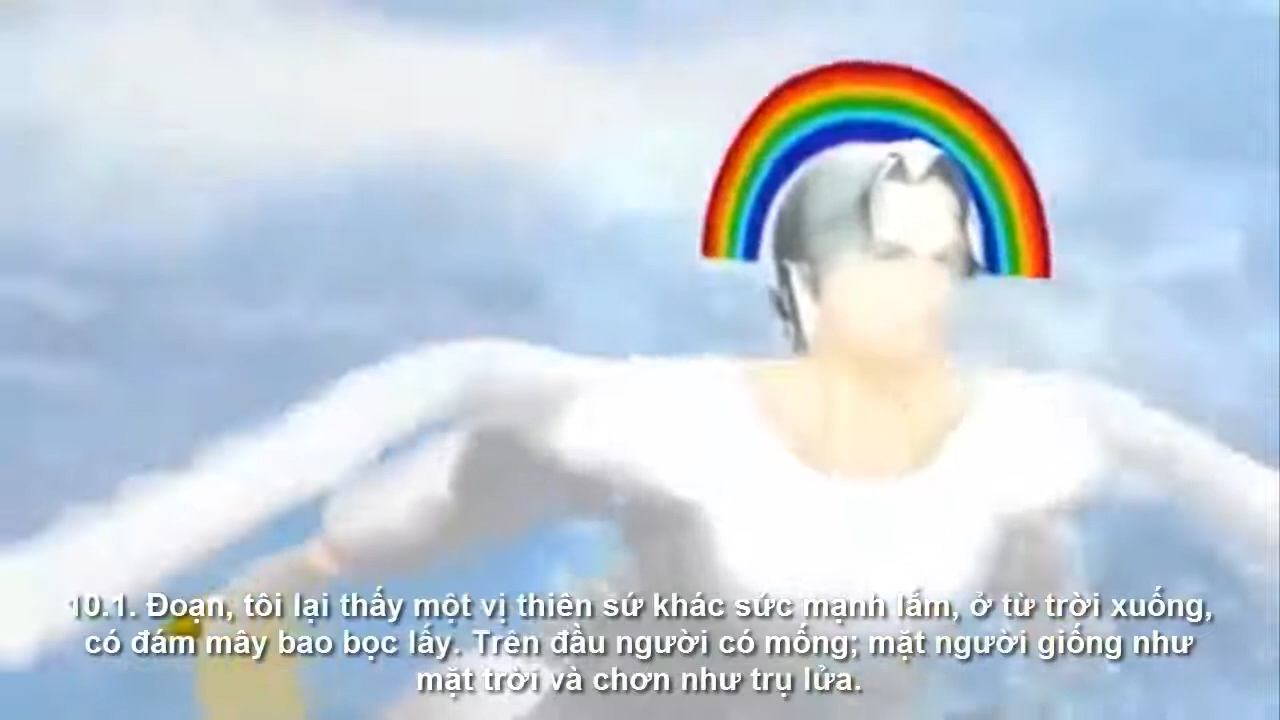 10.1. Đoạn, tôi lại thấy một vị thiên sứ khác sức mạnh lắm, ở từ trời xuống,
có đám mây bao bọc lấy. Trên đầu người có mống; mặt người giống như
mặt trời và chơn như trụ lửa.